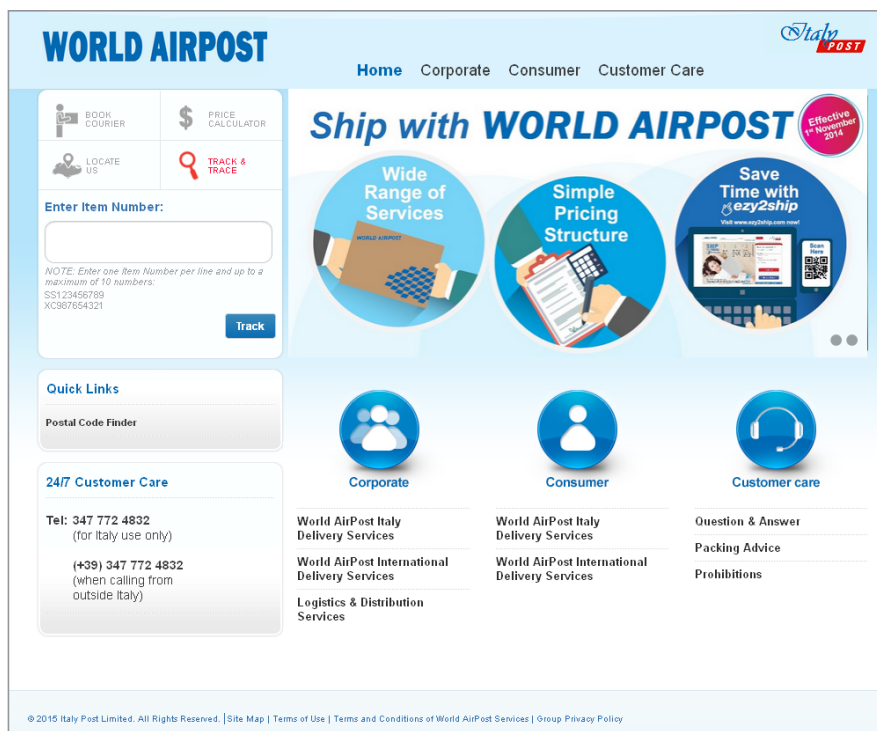 WORLD AIRPOST
Italy
POST
Home Corporate Consumer Customer Care
BOOK
COURIER
PRICE
CALCULATOR
LOCATE
US
TRACK &
TRACE
Enter Item Number:
NOTE: Enter one Item Number per line and up to a
maximum of 10 numbers:
SS123456789
XC987654321
Track
Ship with WORLD AIRPOST
Effective
1st November
2014
Wide
Range of
Services
WORLD AIRPOST
Simple
Pricing
Structure
Save
Time with
ezy2ship
Visit www.ezy2ship.com now!
Scan
Here
Quick Links
Postal Code Finder
24/7 Customer Care
Tel: 347 772 4832
(for Italy use only)
(+39) 347 772 4832
(when calling from
outside Italy)
Corporate
World AirPost Italy
Delivery Services
World AirPost International
Delivery Services
Logistics & Distribution
Services
Consumer
World AirPost Italy
Delivery Services
World AirPost International
Delivery Services
Customer care
Question & Answer
Packing Advice
Prohibitions
© 2015 Italy Post Limited. All Rights Reserved. | Site Map | Terms of Use | Terms and Conditions of World AirPost Services | Group Privacy Policy